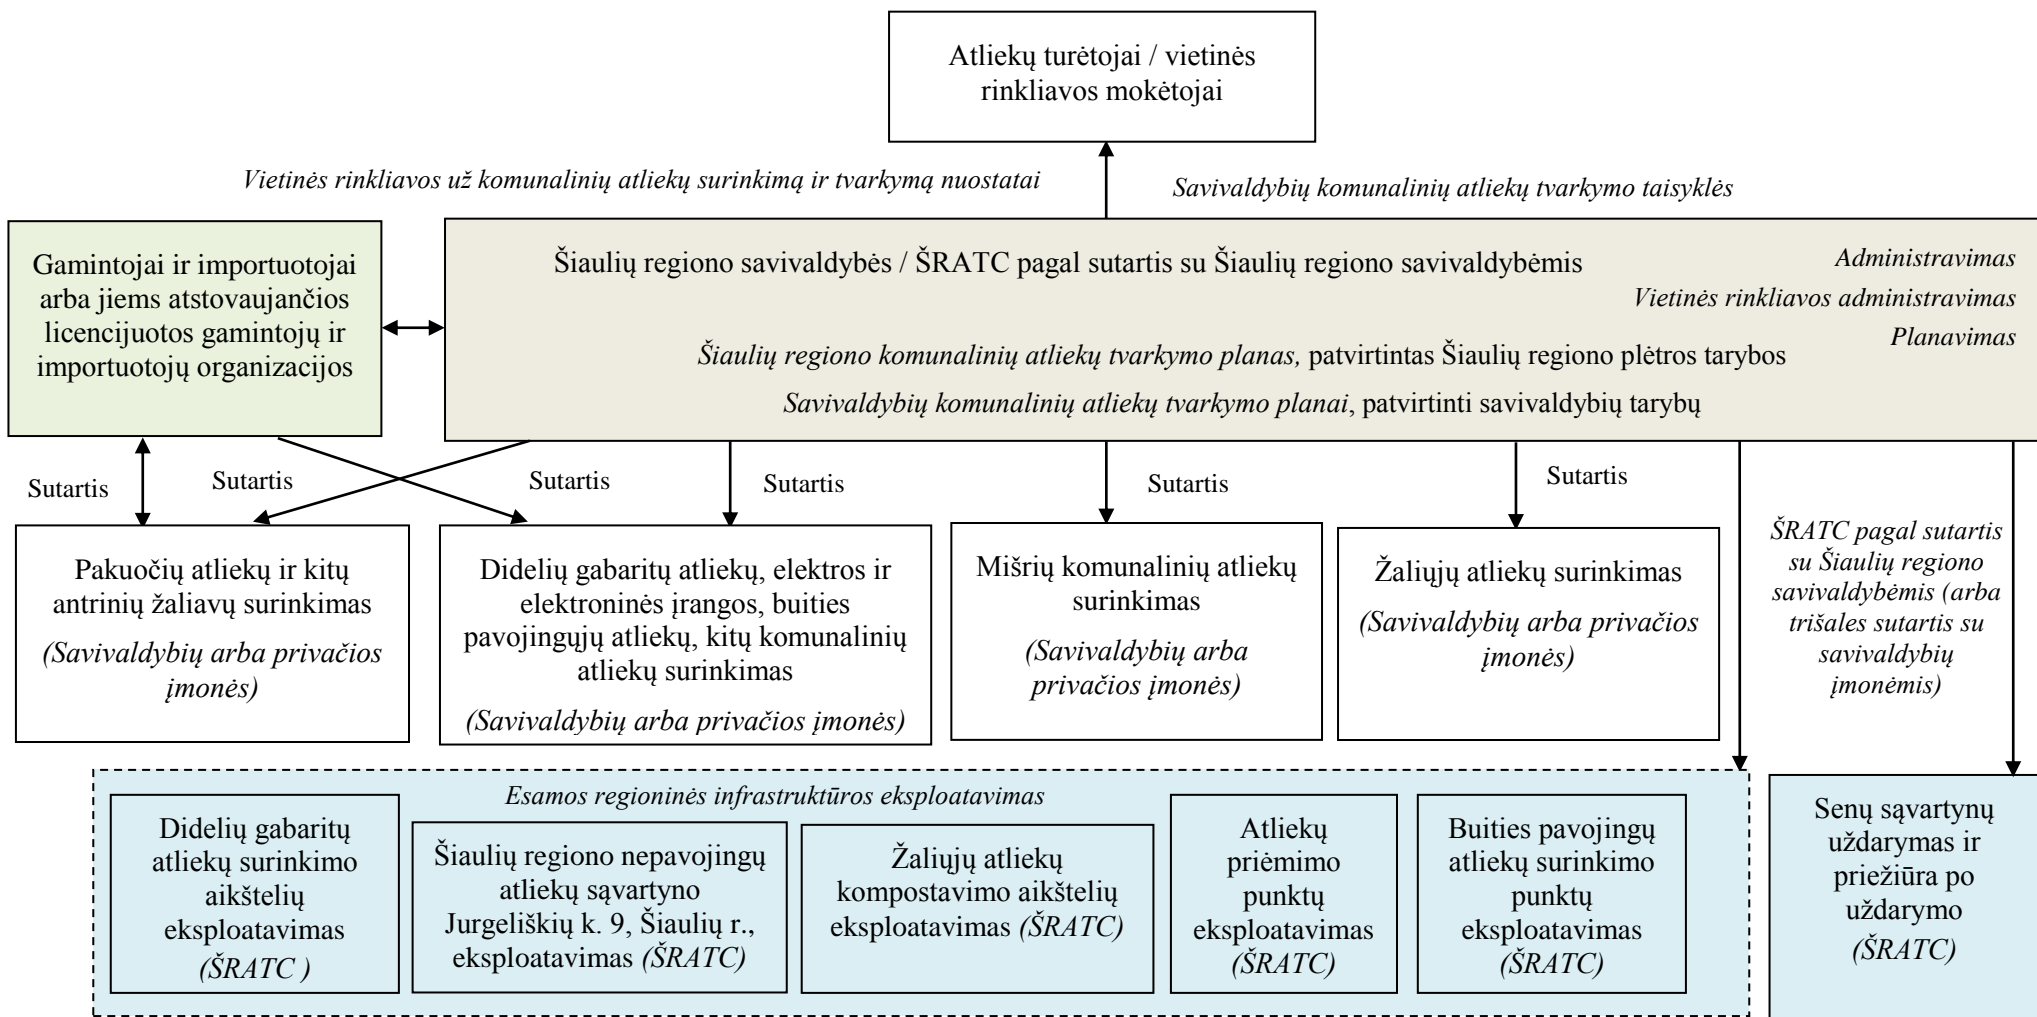 Atliekų turėtojai / vietinės
rinkliavos mokėtojai
Vietinės rinkliavos už komunalinių atliekų surinkimą ir tvarkymą nuostatai
Savivaldybių komunalinių atliekų tvarkymo taisyklės
Gamintojai ir importuotojai
arba jiems atstovaujančios
licencijuotos gamintojų ir
importuotojų organizacijos
Šiaulių regiono savivaldybės / ŠRATC pagal sutartis su Šiaulių regiono savivaldybėmis
Administravimas
Vietinės rinkliavos administravimas
Planavimas
Šiaulių regiono komunalinių atliekų tvarkymo planas, patvirtintas Šiaulių regiono plėtros tarybos
Savivaldybių komunalinių atliekų tvarkymo planai, patvirtinti savivaldybių tarybų
Sutartis
Sutartis
Sutartis
Sutartis
Sutartis
Sutartis
ŠRATC pagal sutartis
su Šiaulių regiono
savivaldybėmis (arba
trišales sutartis su
savivaldybių
įmonėmis)
Pakuočių atliekų ir kitų
antrinių žaliavų surinkimas
(Savivaldybių arba privačios
įmonės)
Didelių gabaritų atliekų, elektros ir
elektroninės įrangos, buities
pavojingųjų atliekų, kitų komunalinių
atliekų surinkimas
(Savivaldybių arba privačios įmonės)
Mišrių komunalinių atliekų
surinkimas
(Savivaldybių arba
privačios įmonės)
Žaliųjų atliekų surinkimas
(Savivaldybių arba privačios
įmonės)
Esamos regioninės infrastruktūros eksploatavimas
Didelių gabaritų
atliekų surinkimo
aikštelių
eksploatavimas
(ŠRATC )
Šiaulių regiono nepavojingų
atliekų sąvartyno
Jurgeliškių k. 9, Šiaulių r.,
eksploatavimas (ŠRATC)
Žaliųjų atliekų
kompostavimo aikštelių
eksploatavimas (ŠRATC)
Atliekų
priėmimo
punktų
eksploatavimas
(ŠRATC)
Buities pavojingų
atliekų surinkimo
punktų
eksploatavimas
(ŠRATC)
Senų sąvartynų
uždarymas ir
priežiūra po
uždarymo
(ŠRATC)